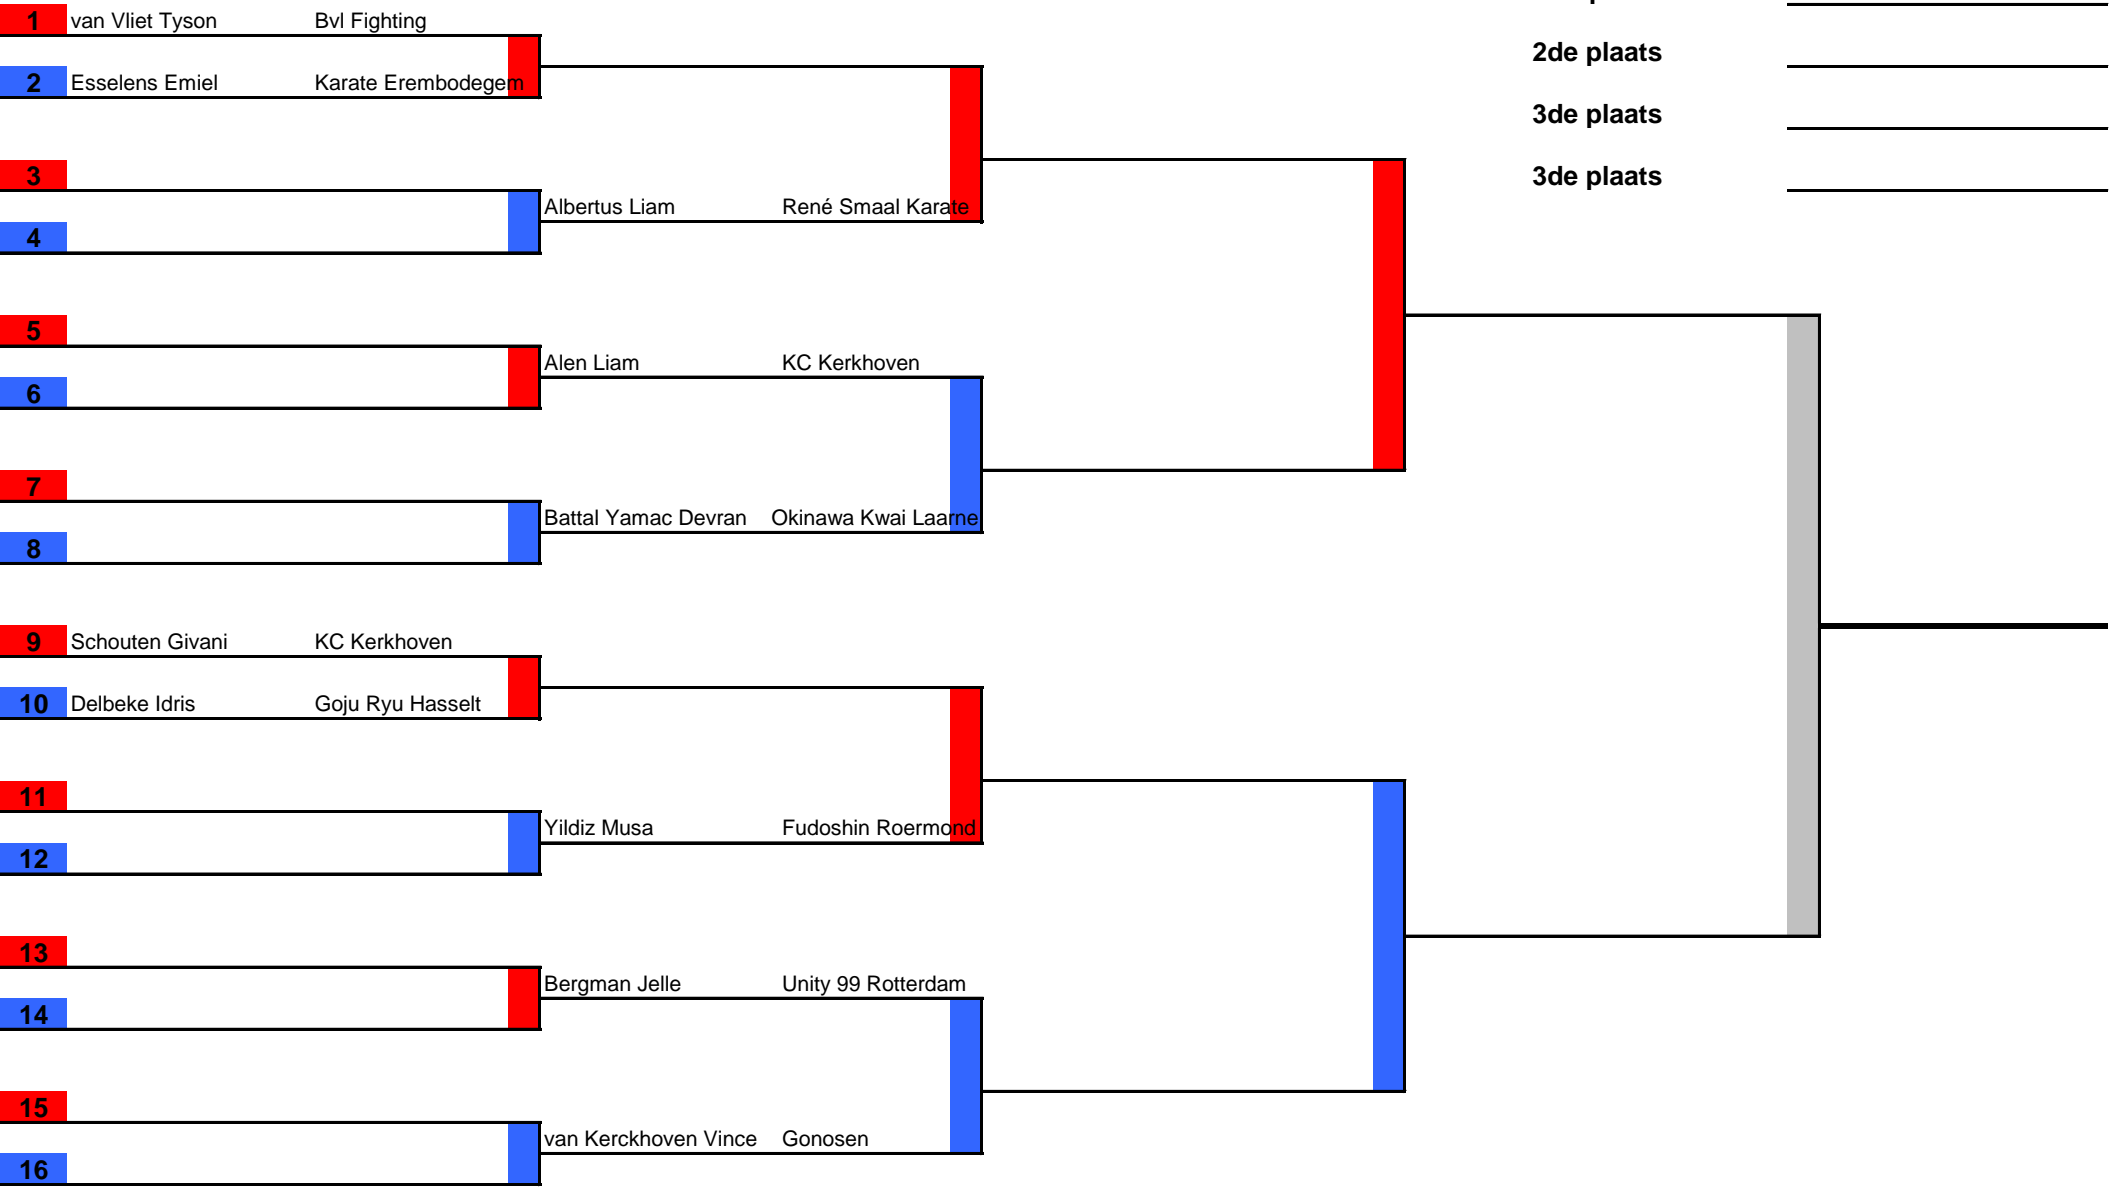 1 van Vliet Tyson Bvl Fighting
2de plaats
2 Esselens Emiel Karate Erembodegem
3de plaats
3
3de plaats
Albertus Liam René Smaal Karate
4
5
Alen Liam KC Kerkhoven
6
7
Battal Yamac Devran Okinawa Kwai Laarne
8
9 Schouten Givani KC Kerkhoven
10 Delbeke Idris Goju Ryu Hasselt
11
Yildiz Musa Fudoshin Roermond
12
13
Bergman Jelle Unity 99 Rotterdam
14
15
van Kerckhoven Vince Gonosen
16